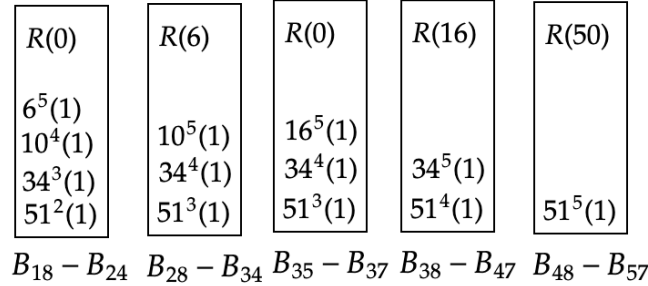 R(0)
6⁵(1)
10⁴(1)
34³(1)
51²(1)
B₁₈ − B₂₄
R(6)
10⁵(1)
34⁴(1)
51³(1)
B₂₈ − B₃₄
R(0)
16⁵(1)
34⁴(1)
51³(1)
B₃₅ − B₃₇
R(16)
34⁵(1)
51⁴(1)
B₃₈ − B₄₇
R(50)
51⁵(1)
B₄₈ − B₅₇